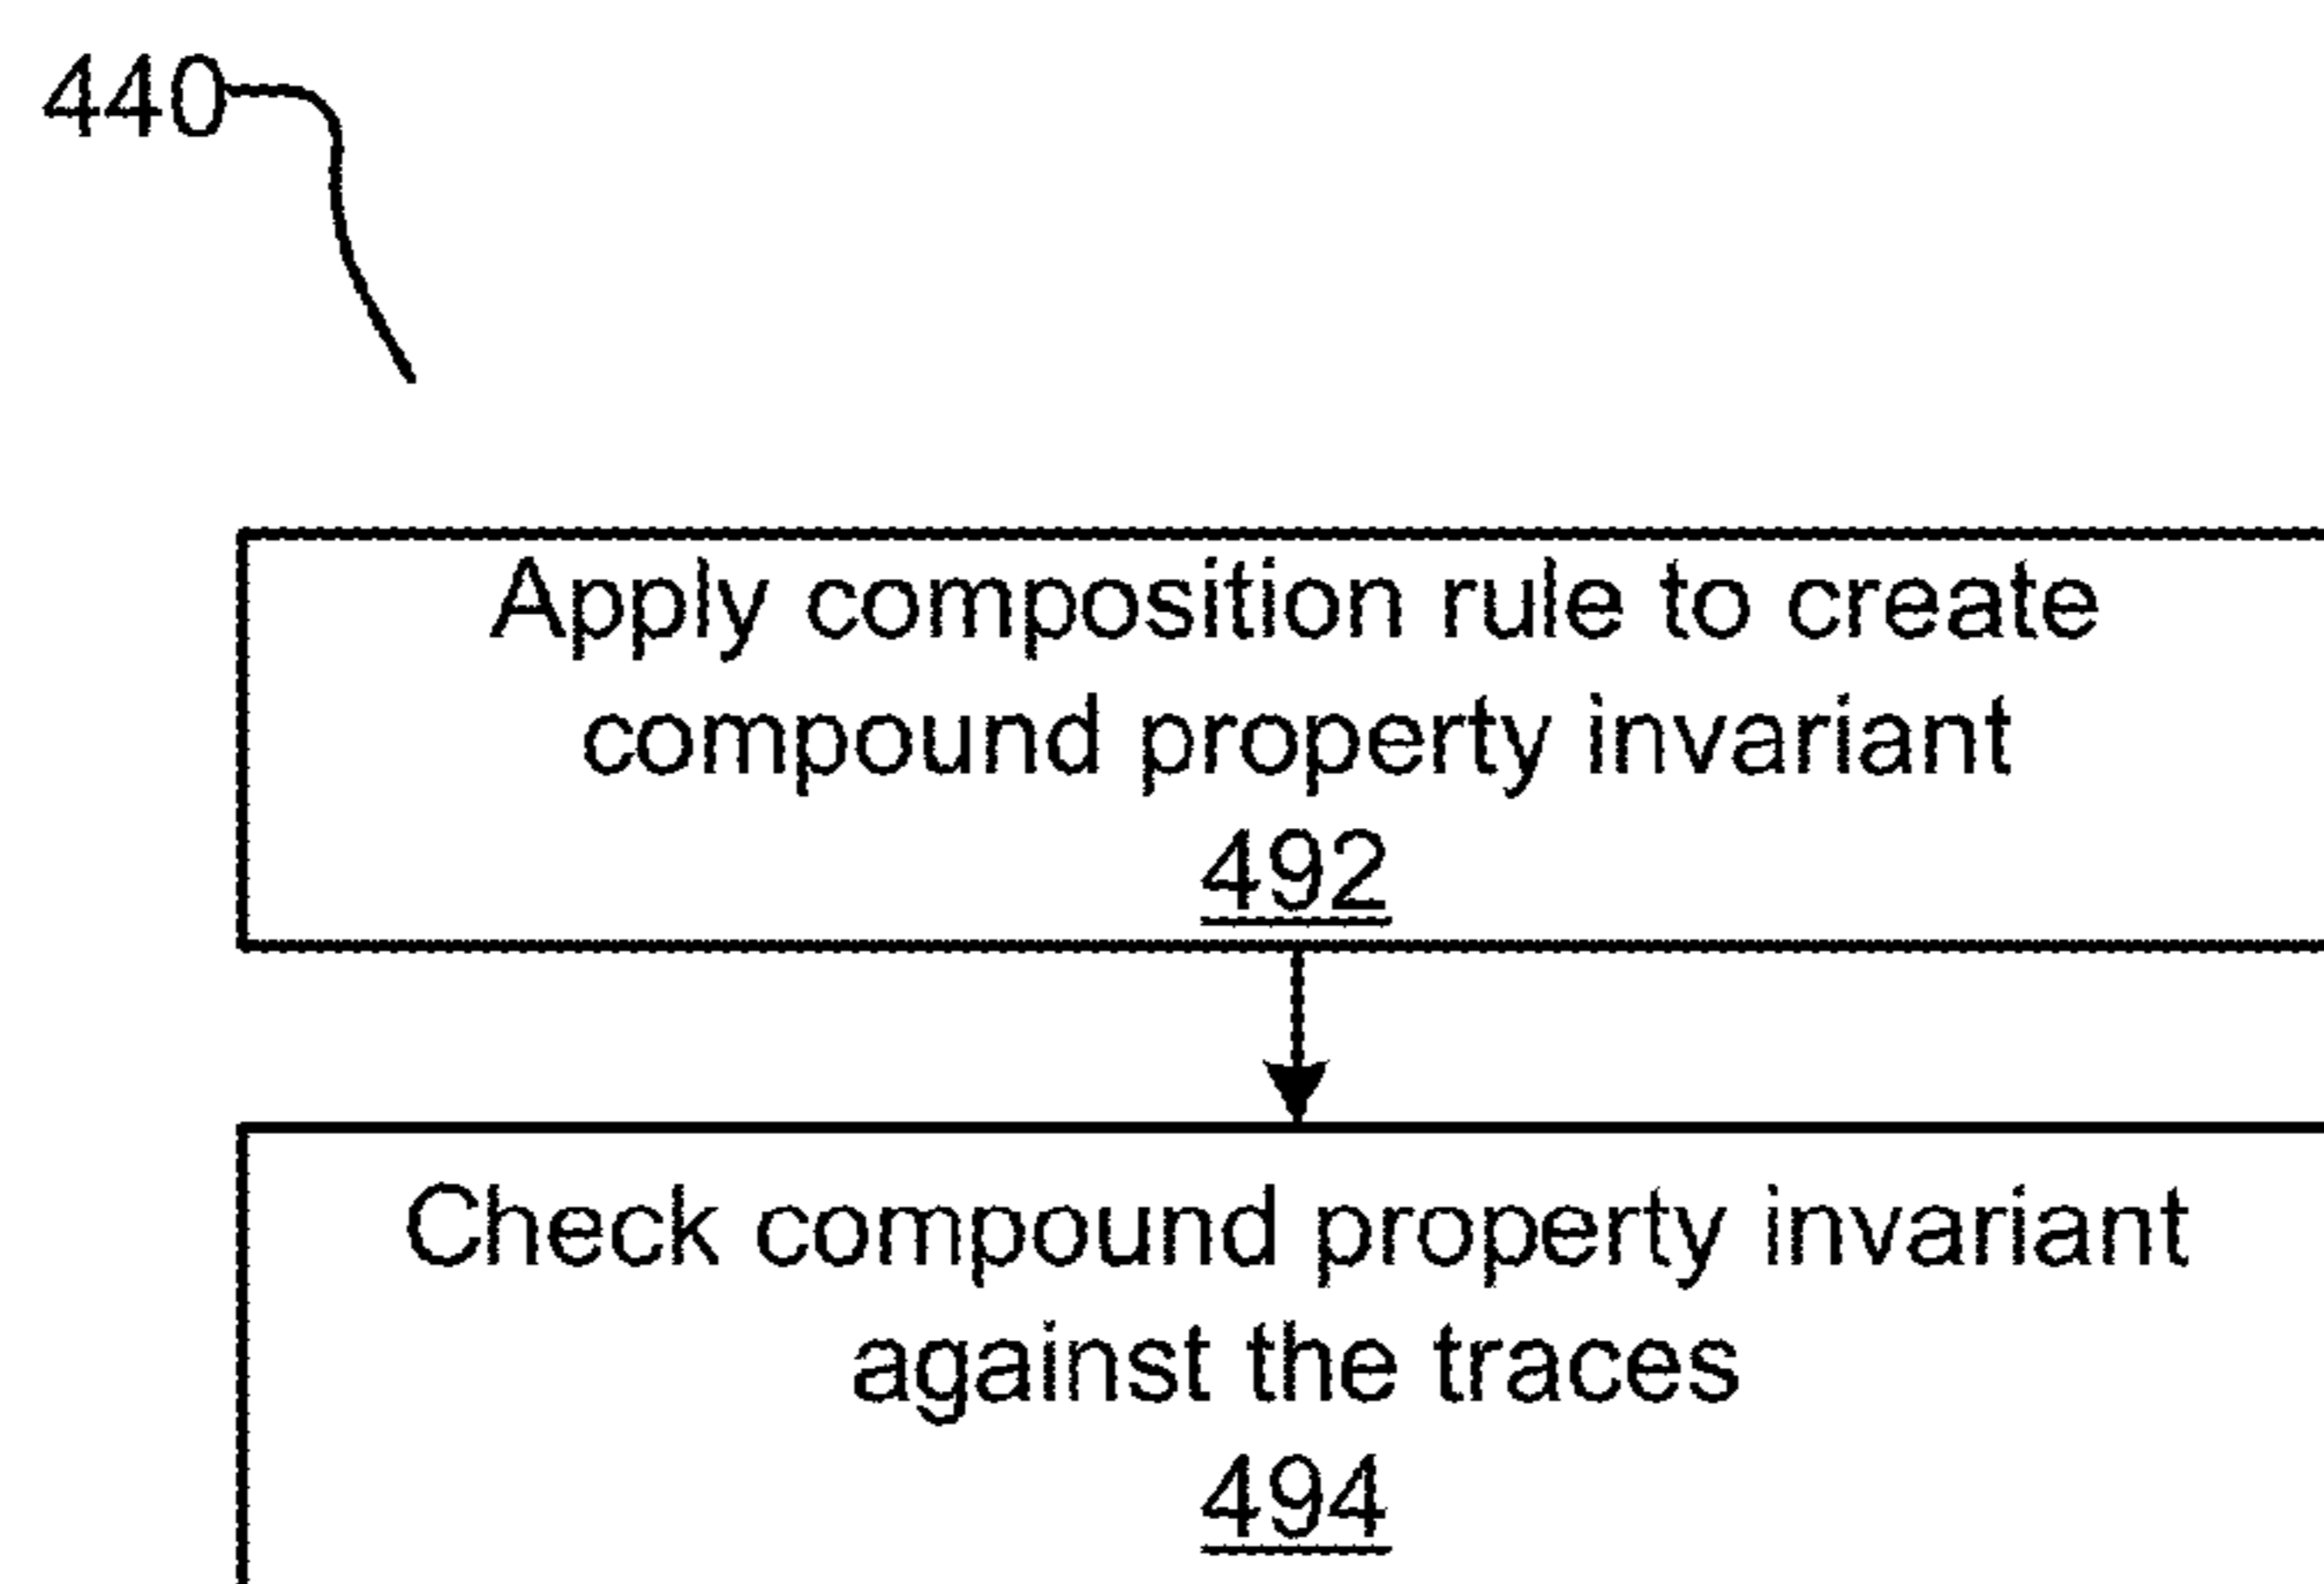 440
Apply composition rule to create
compound property invariant
492
Check compound property invariant
against the traces
494